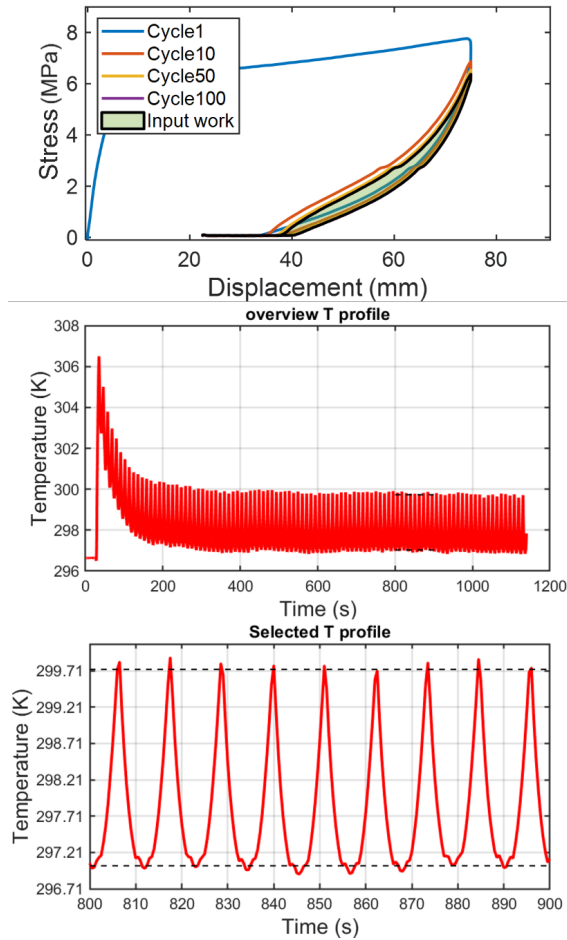 8
6
4
2
0
Stress (MPa)
Cycle1
Cycle10
Cycle50
Cycle100
Input work
0 20 40 60 80
Displacement (mm)
overview T profile
308
306
304
302
300
298
296
Temperature (K)
0 200 400 600 800 1000 1200
Time (s)
Selected T profile
299.71
299.21
298.71
298.21
297.71
297.21
296.71
Temperature (K)
800 810 820 830 840 850 860 870 880 890 900
Time (s)